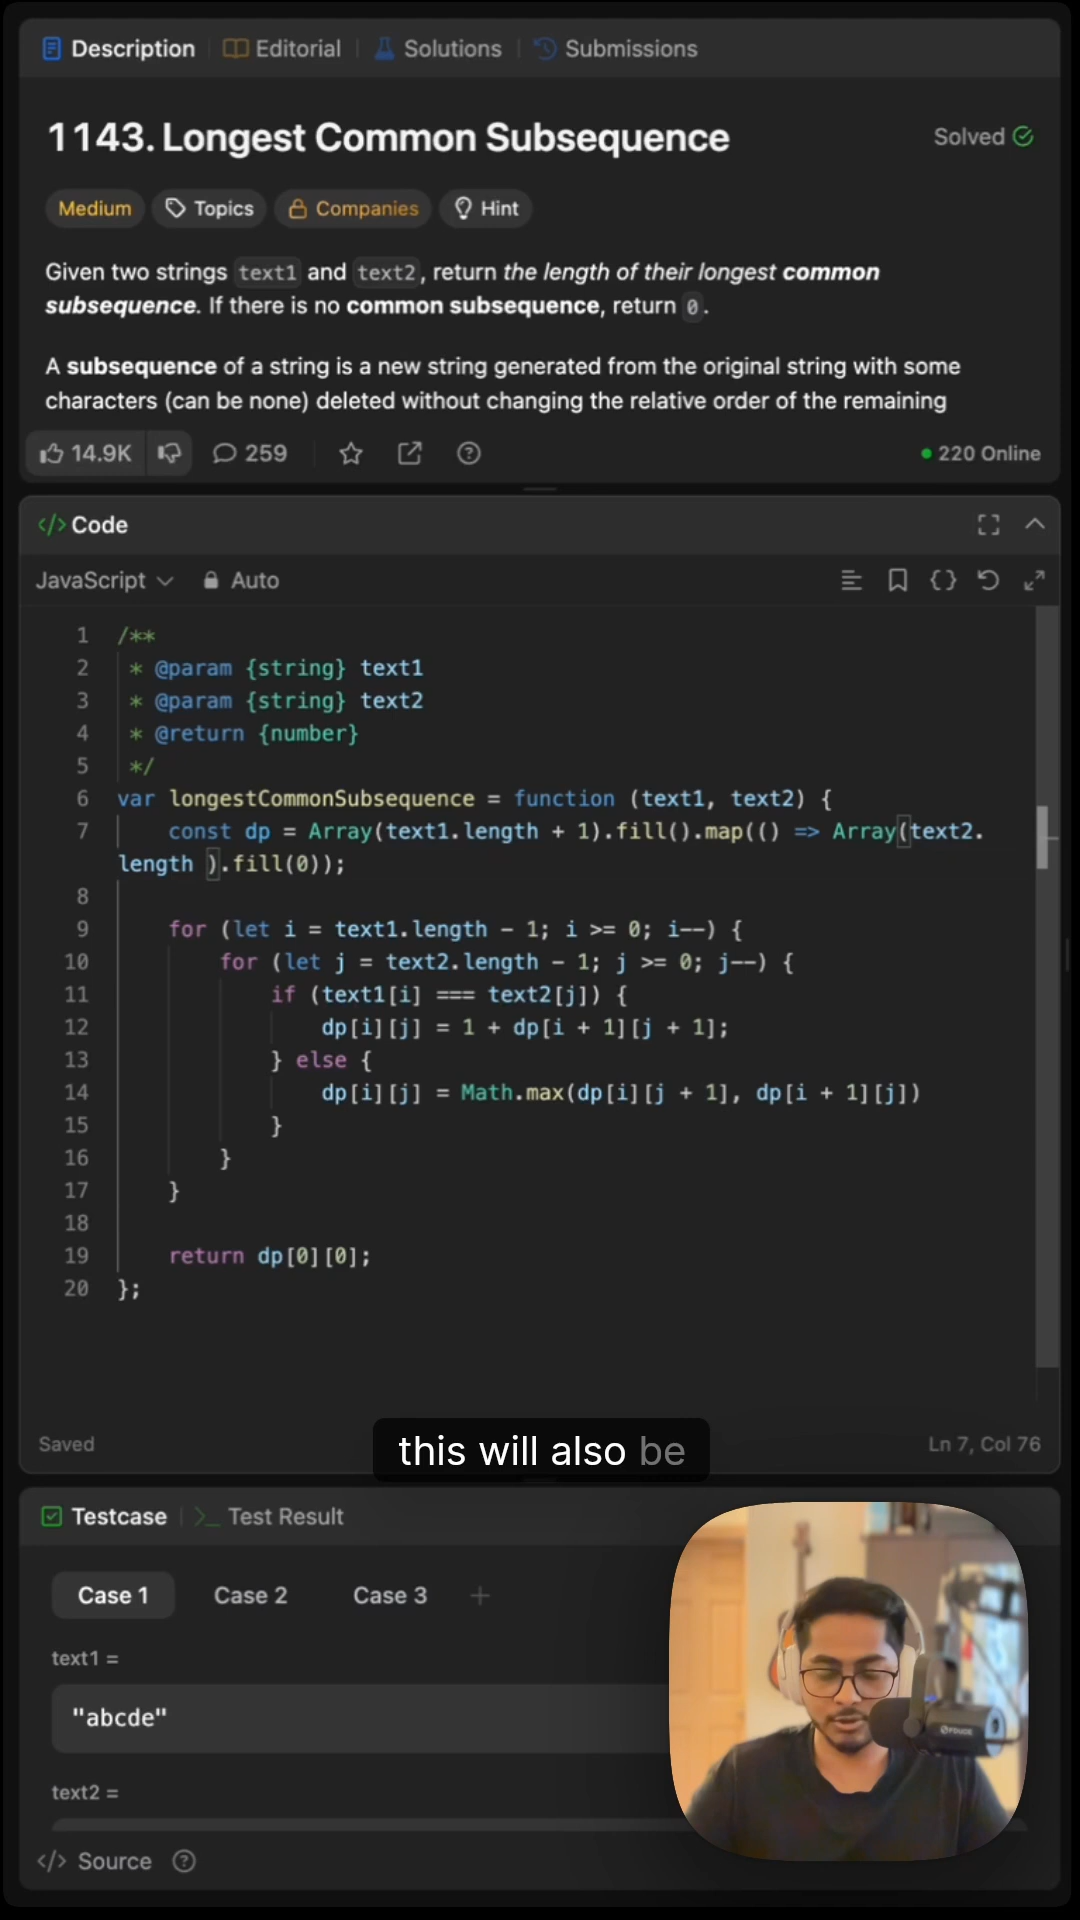 Description Editorial Solutions Submissions
1143. Longest Common Subsequence Solved
Medium Topics Companies Hint
Given two strings text1 and text2, return the length of their longest common
subsequence. If there is no common subsequence, return 0.
A subsequence of a string is a new string generated from the original string with some
characters (can be none) deleted without changing the relative order of the remaining
14.9K 259 220 Online
</> Code
JavaScript Auto
1 /**
2 * @param {string} text1
3 * @param {string} text2
4 * @return {number}
5 */
6 var longestCommonSubsequence = function (text1, text2) {
7 const dp = Array(text1.length + 1).fill().map(() => Array(text2.
length ).fill(0));
8
9 for (let i = text1.length - 1; i >= 0; i--) {
10 for (let j = text2.length - 1; j >= 0; j--) {
11 if (text1[i] === text2[j]) {
12 dp[i][j] = 1 + dp[i + 1][j + 1];
13 } else {
14 dp[i][j] = Math.max(dp[i][j + 1], dp[i + 1][j])
15 }
16 }
17 }
18
19 return dp[0][0];
20 };
Saved this will also be Ln 7, Col 76
Testcase >_ Test Result
Case 1 Case 2 Case 3 +
text1 =
"abcde"
text2 =
</> Source